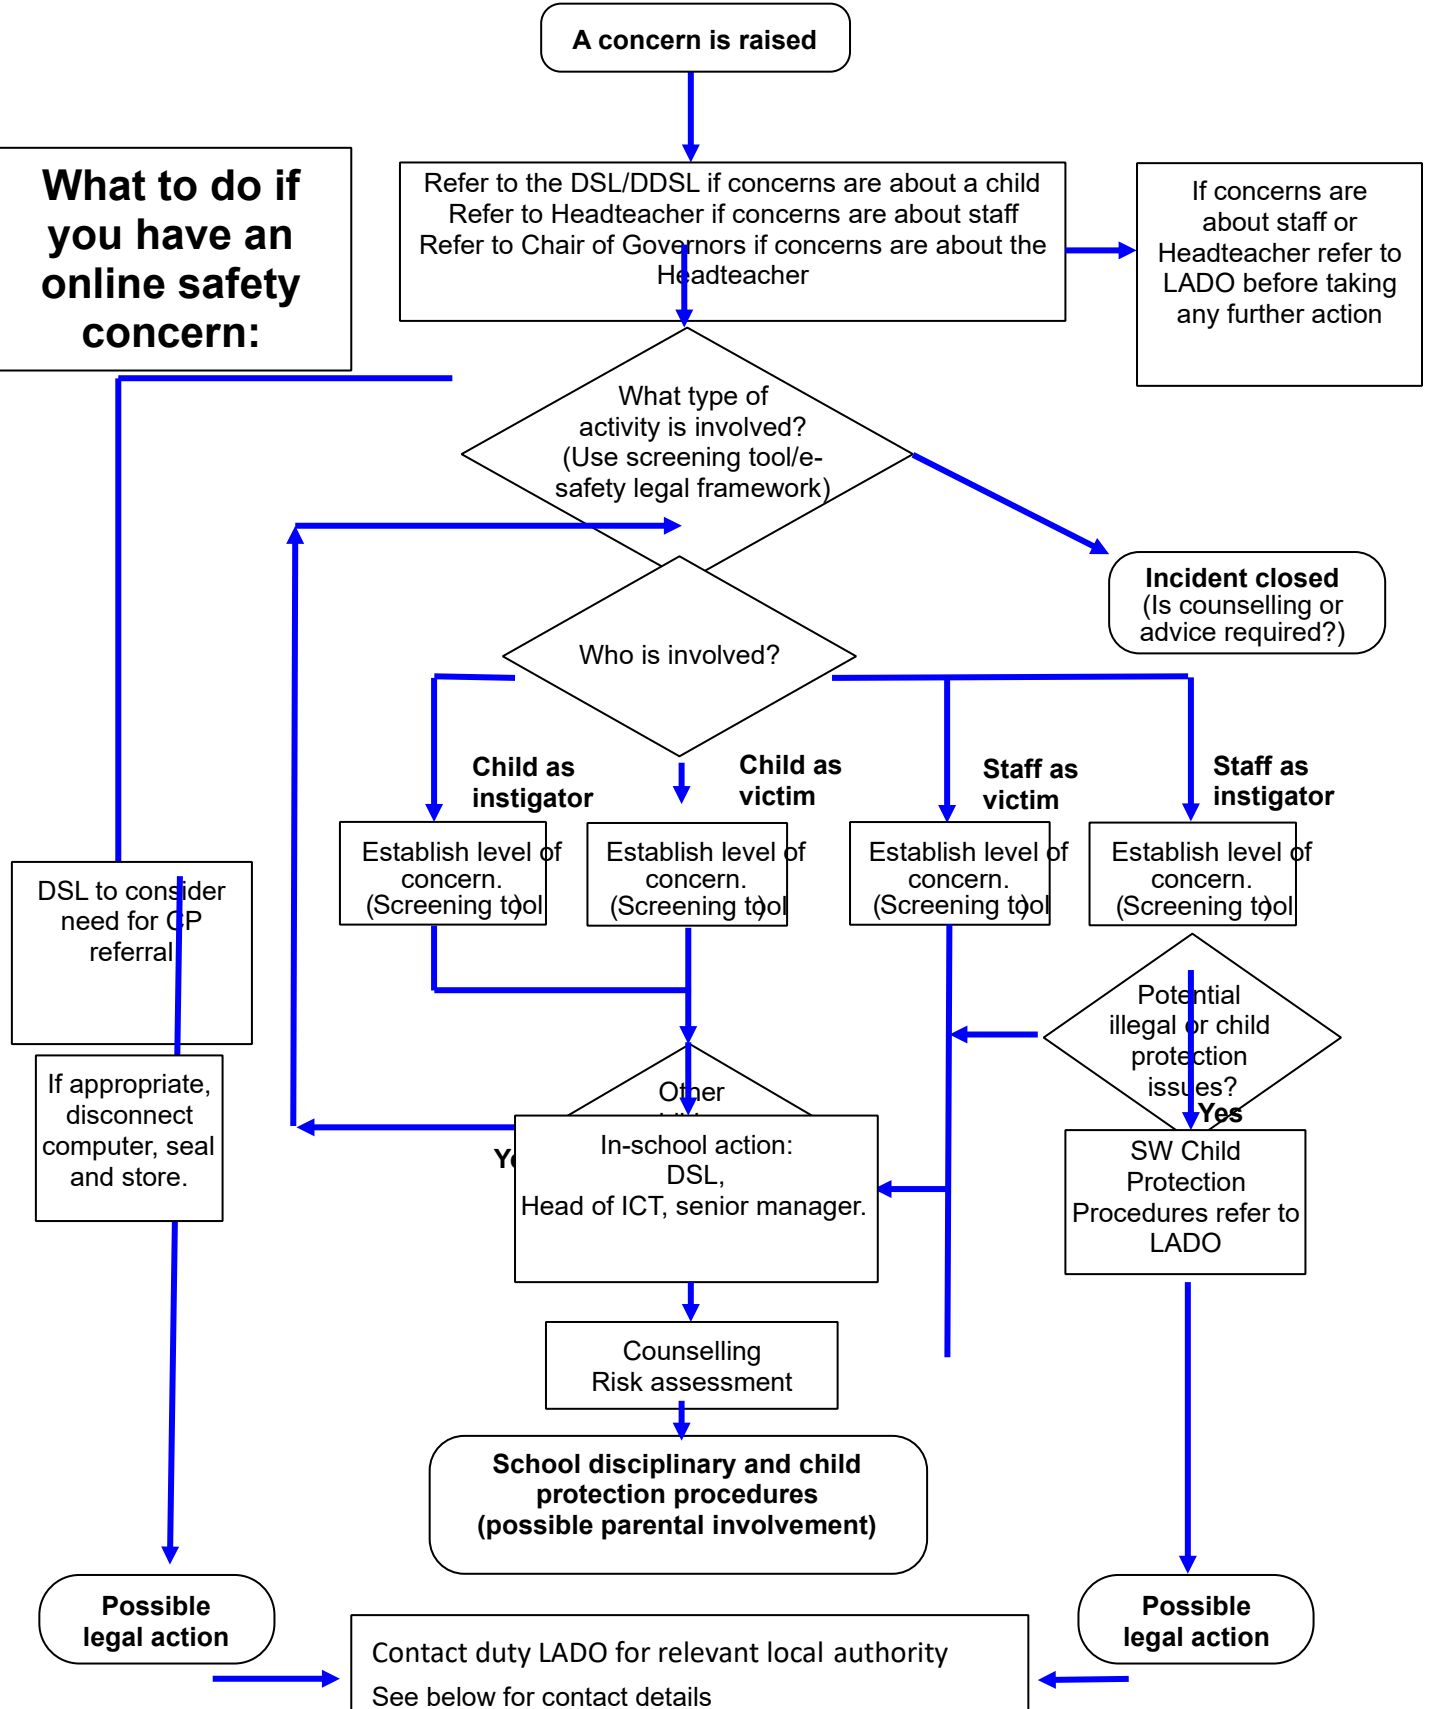 A concern is raised
What to do if
you have an
online safety
concern:
Refer to the DSL/DDSL if concerns are about a child
Refer to Headteacher if concerns are about staff
Refer to Chair of Governors if concerns are about the
Headteacher
If concerns are
about staff or
Headteacher refer to
LADO before taking
any further action
What type of
activity is involved?
(Use screening tool/e-
safety legal framework)
Incident closed
(Is counselling or
advice required?)
Who is involved?
Child as
instigator
Child as
victim
Staff as
victim
Staff as
instigator
Establish level of
concern.
(Screening tool)
Establish level of
concern.
(Screening tool)
Establish level of
concern.
(Screening tool)
Establish level of
concern.
(Screening tool)
DSL to consider
need for CP
referral
If appropriate,
disconnect
computer, seal
and store.
Potential
illegal or child
protection
issues?
Yes
Other
In-school action:
DSL,
Head of ICT, senior manager.
SW Child
Protection
Procedures refer to
LADO
Counselling
Risk assessment
School disciplinary and child
protection procedures
(possible parental involvement)
Possible
legal action
Possible
legal action
Contact duty LADO for relevant local authority
See below for contact details